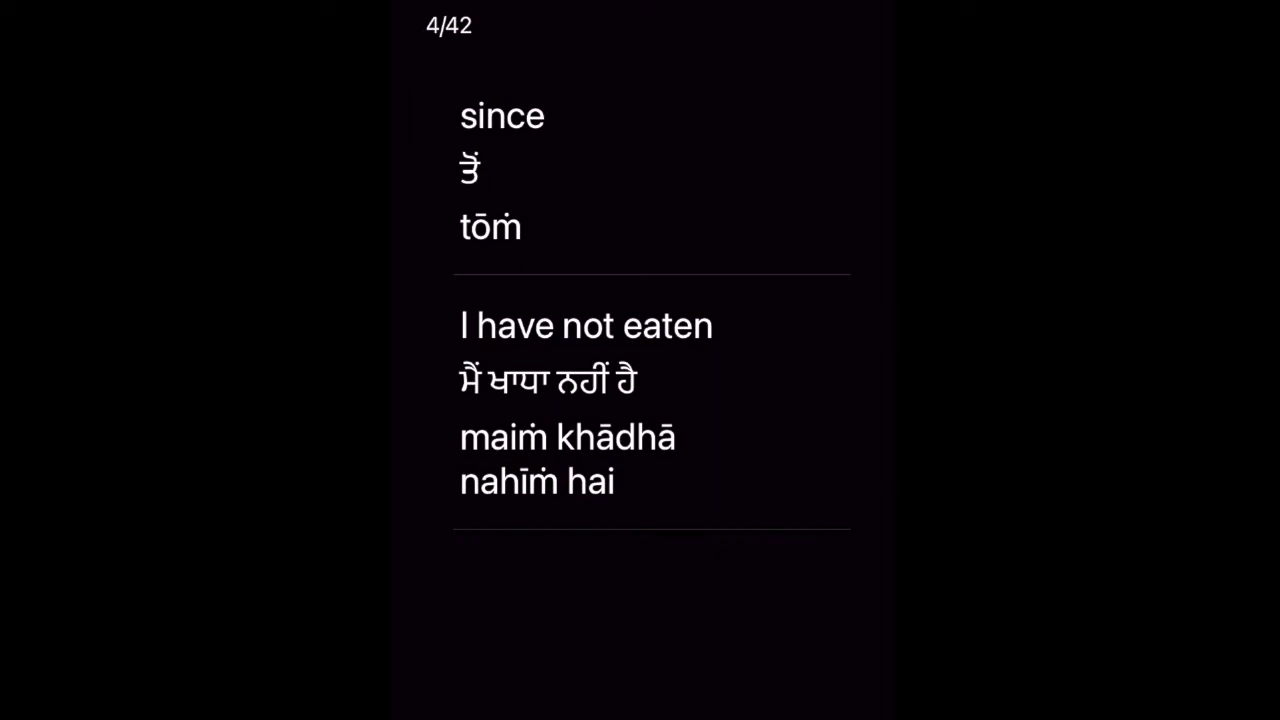 4/42
since
ਤੋਂ
tōṁ
I have not eaten
ਮੈਂ ਖਾਧਾ ਨਹੀਂ ਹੈ
maiṁ khādhā
nahīṁ hai